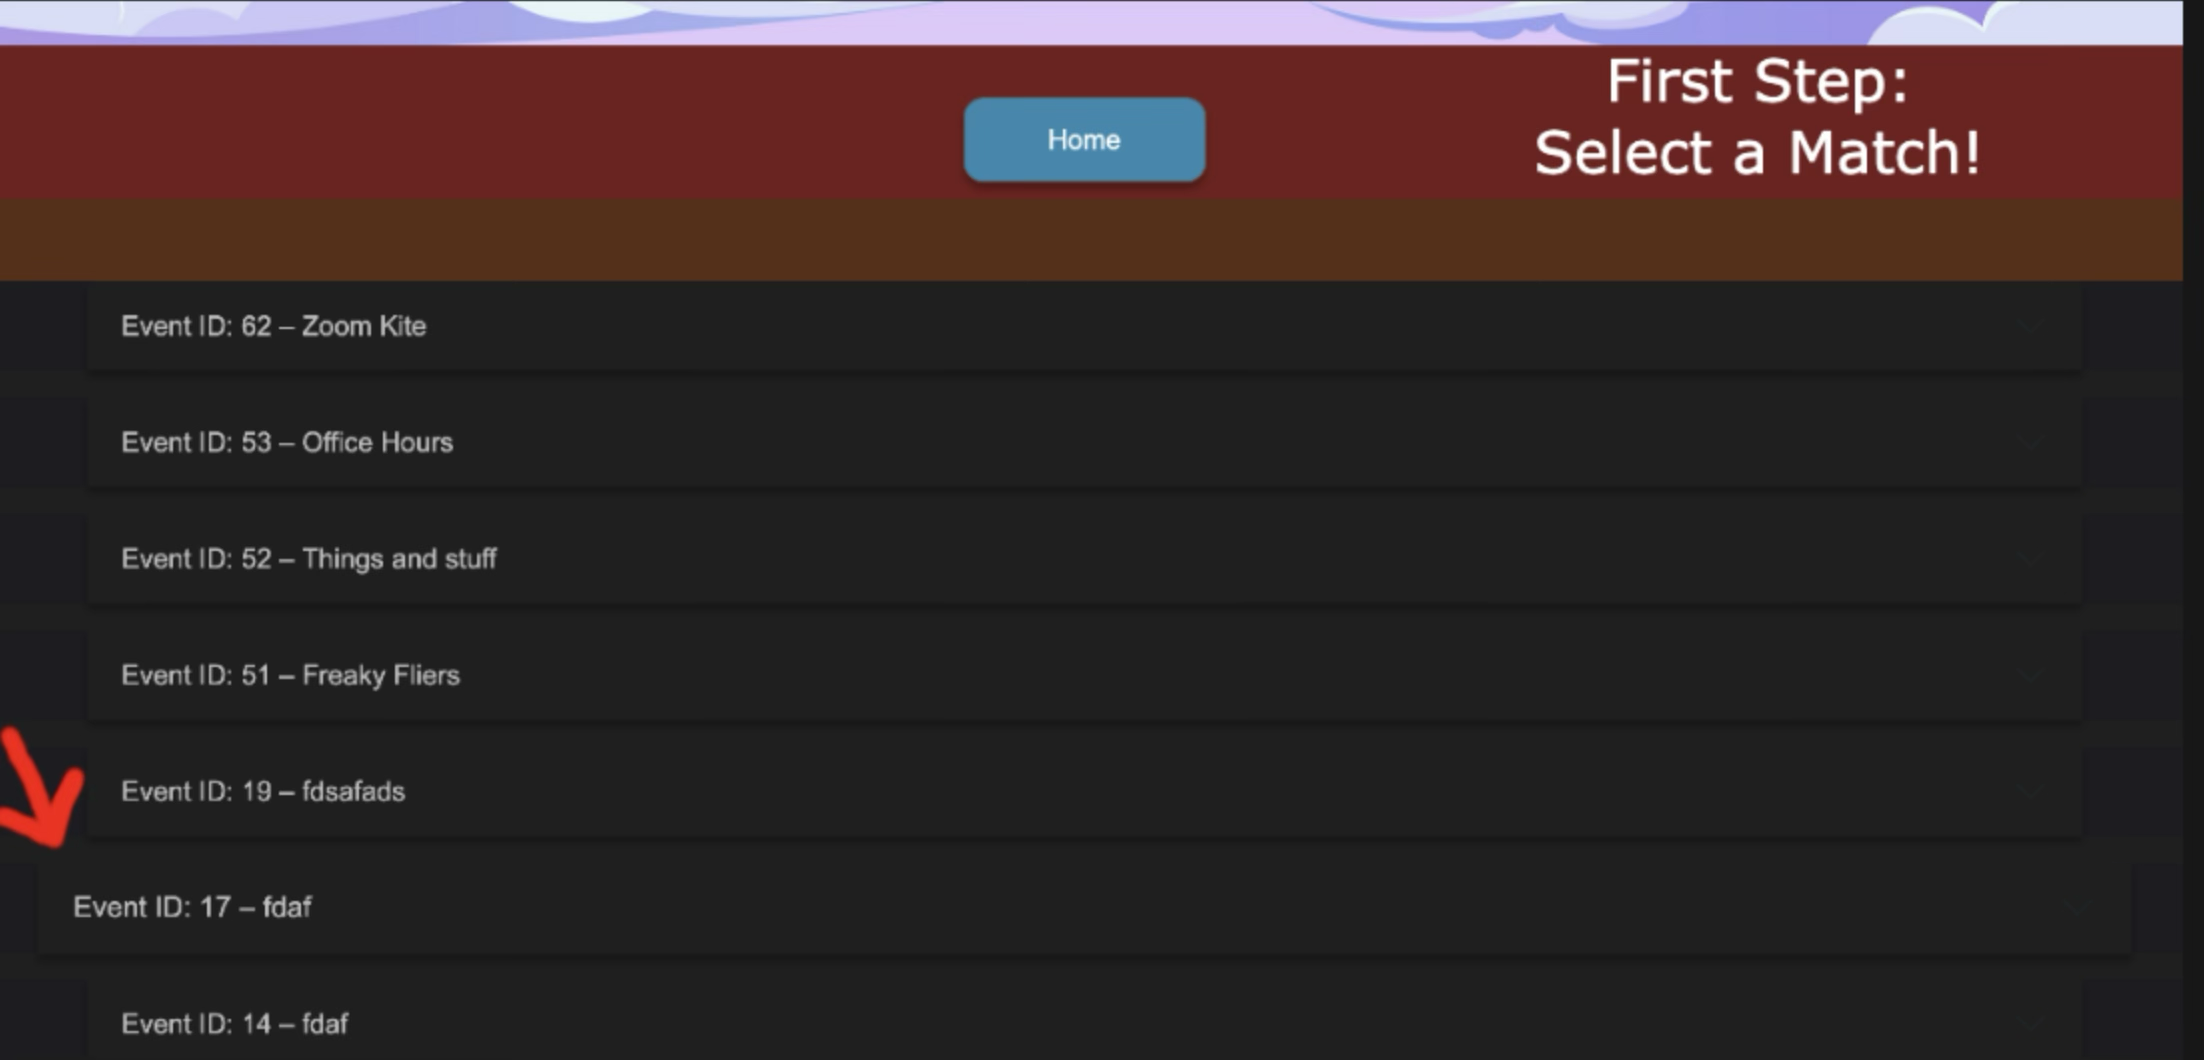 First Step:
Select a Match!
Home
Event ID: 62 – Zoom Kite
Event ID: 53 – Office Hours
Event ID: 52 – Things and stuff
Event ID: 51 – Freaky Fliers
Event ID: 19 – fdsafads
Event ID: 17 – fdaf
Event ID: 14 – fdaf